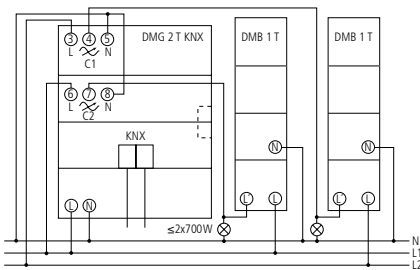 3 4 5 DMG 2 T KNX DMB 1 T DMB 1 T
L N
C1
6 7 8
L N
C2
KNX
N N
L N L' L L' L
≤2x700W
N
L1
L2